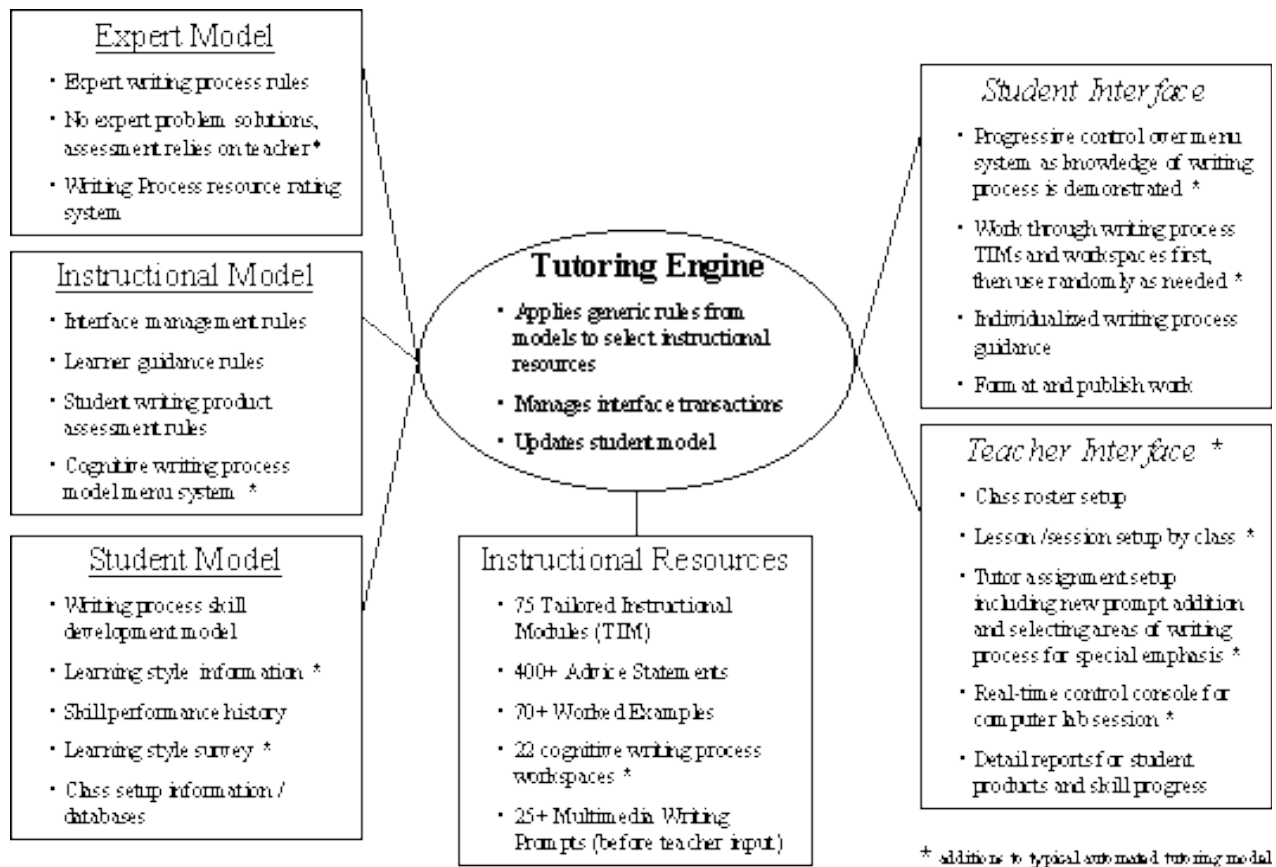 Expert Model
• Expert writing process rules
• No expert problem solutions,
assessment relies on teacher*
• Writing Process resource rating
system
Instructional Model
• Interface management rules
• Learner guidance rules
• Student writing product
assessment rules
• Cognitive writing process
model menu system *
Student Model
• Writing process skill
development model
• Learning style information *
• Skill performance history
• Learning style survey *
• Class setup information /
databases
Tutoring Engine
• Applies generic rules from
models to select instructional
resources
• Manages interface transactions
• Updates student model
Instructional Resources
• 75 Tailored Instructional
Modules (TIM)
• 400+ Advice Statements
• 70+ Worked Examples
• 22 cognitive writing process
workspaces *
• 25+ Multimedia Writing
Prompts (before teacher input)
Student Interface
• Progressive control over menu
system as knowledge of writing
process is demonstrated *
• Work through writing process
TIMs and workspaces first,
then use randomly as needed *
• Individualized writing process
guidance
• Format and publish work
Teacher Interface *
• Class roster setup
• Lesson /session setup by class *
• Tutor assignment setup
including new prompt addition
and selecting areas of writing
process for special emphasis *
• Real-time control console for
computer lab session *
• Detail reports for student
products and skill progress
* additions to typical automated tutoring model